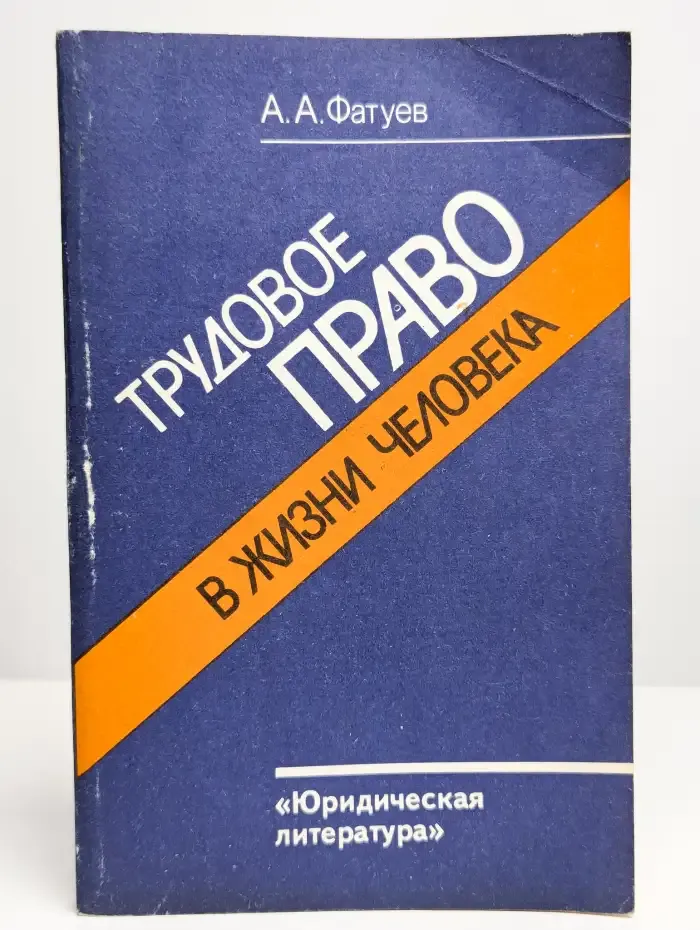 А. А. Фатуев
ТРУДОВОЕ
ПРАВО
В ЖИЗНИ ЧЕЛОВЕКА
«Юридическая
литература»